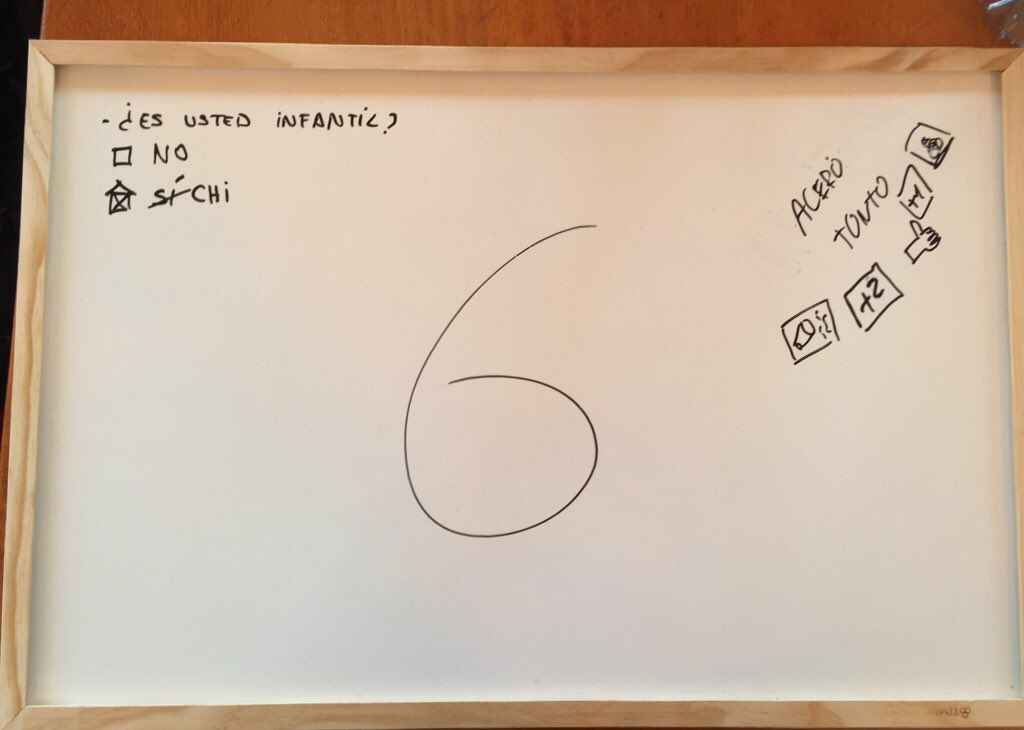 - ¿ES USTED INFANTIL?
NO
SÍ CHI
6
ACERO
TONTO
+1
+2